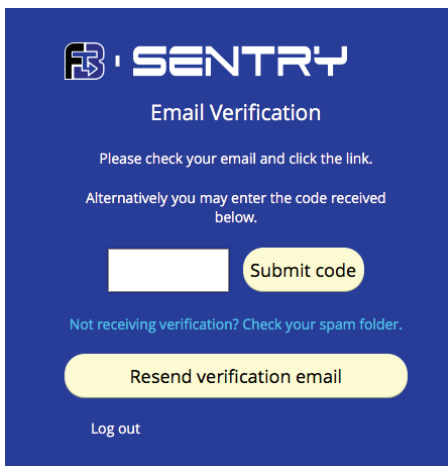 SENTRY
Email Verification
Please check your email and click the link.
Alternatively you may enter the code received
below.
Submit code
Not receiving verification? Check your spam folder.
Resend verification email
Log out